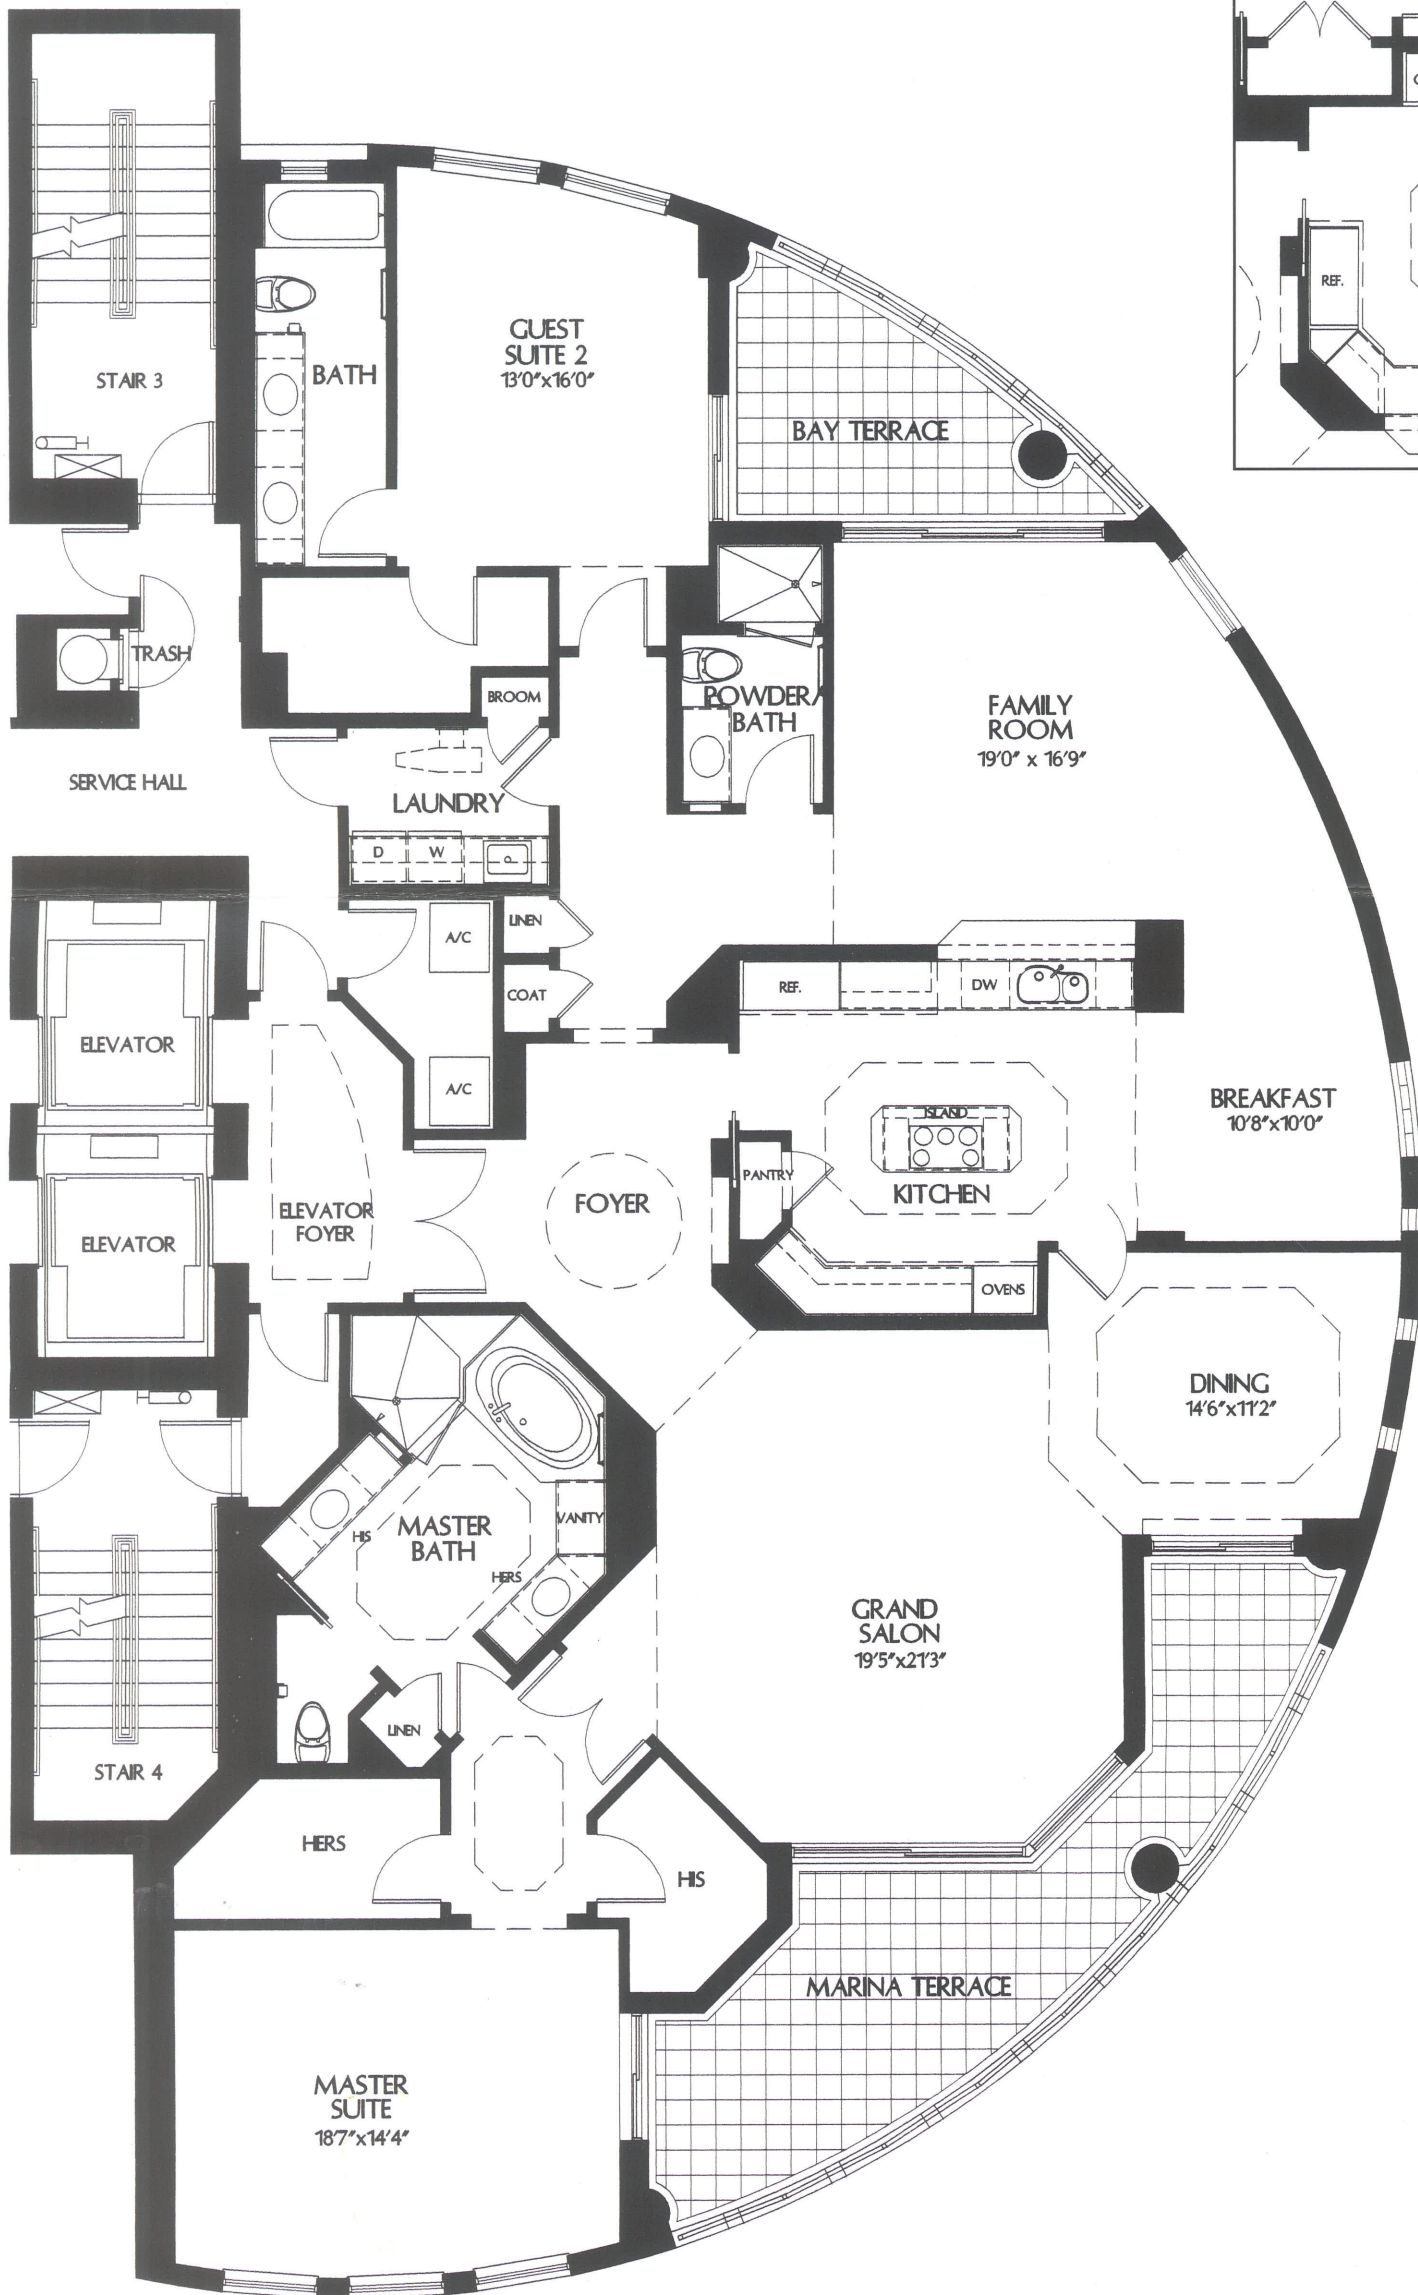 REF.
STAIR 3
BATH
GUEST
SUITE 2
13'0"x16'0"
BAY TERRACE
TRASH
BROOM
POWDER/
BATH
FAMILY
ROOM
19'0" x 16'9"
SERVICE HALL
LAUNDRY
D
W
LINEN
A/C
COAT
REF.
DW
ELEVATOR
A/C
ISLAND
BREAKFAST
10'8"x10'0"
PANTRY
KITCHEN
FOYER
ELEVATOR
FOYER
ELEVATOR
OVENS
DINING
14'6"x11'2"
HIS
MASTER
BATH
VANITY
HERS
GRAND
SALON
19'5"x21'3"
LINEN
STAIR 4
HERS
HIS
MARINA TERRACE
MASTER
SUITE
18'7"x14'4"